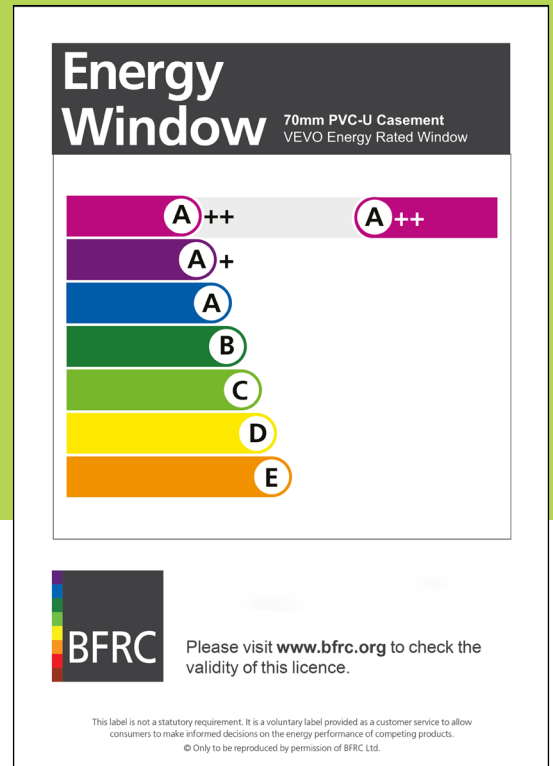 Energy
Window
70mm PVC-U Casement
VEVO Energy Rated Window
A++
A++
A+
A
B
C
D
E
BFRC
Please visit www.bfrc.org to check the
validity of this licence.
This label is not a statutory requirement. It is a voluntary label provided as a customer service to allow
consumers to make informed decisions on the energy performance of competing products.
© Only to be reproduced by permission of BFRC Ltd.